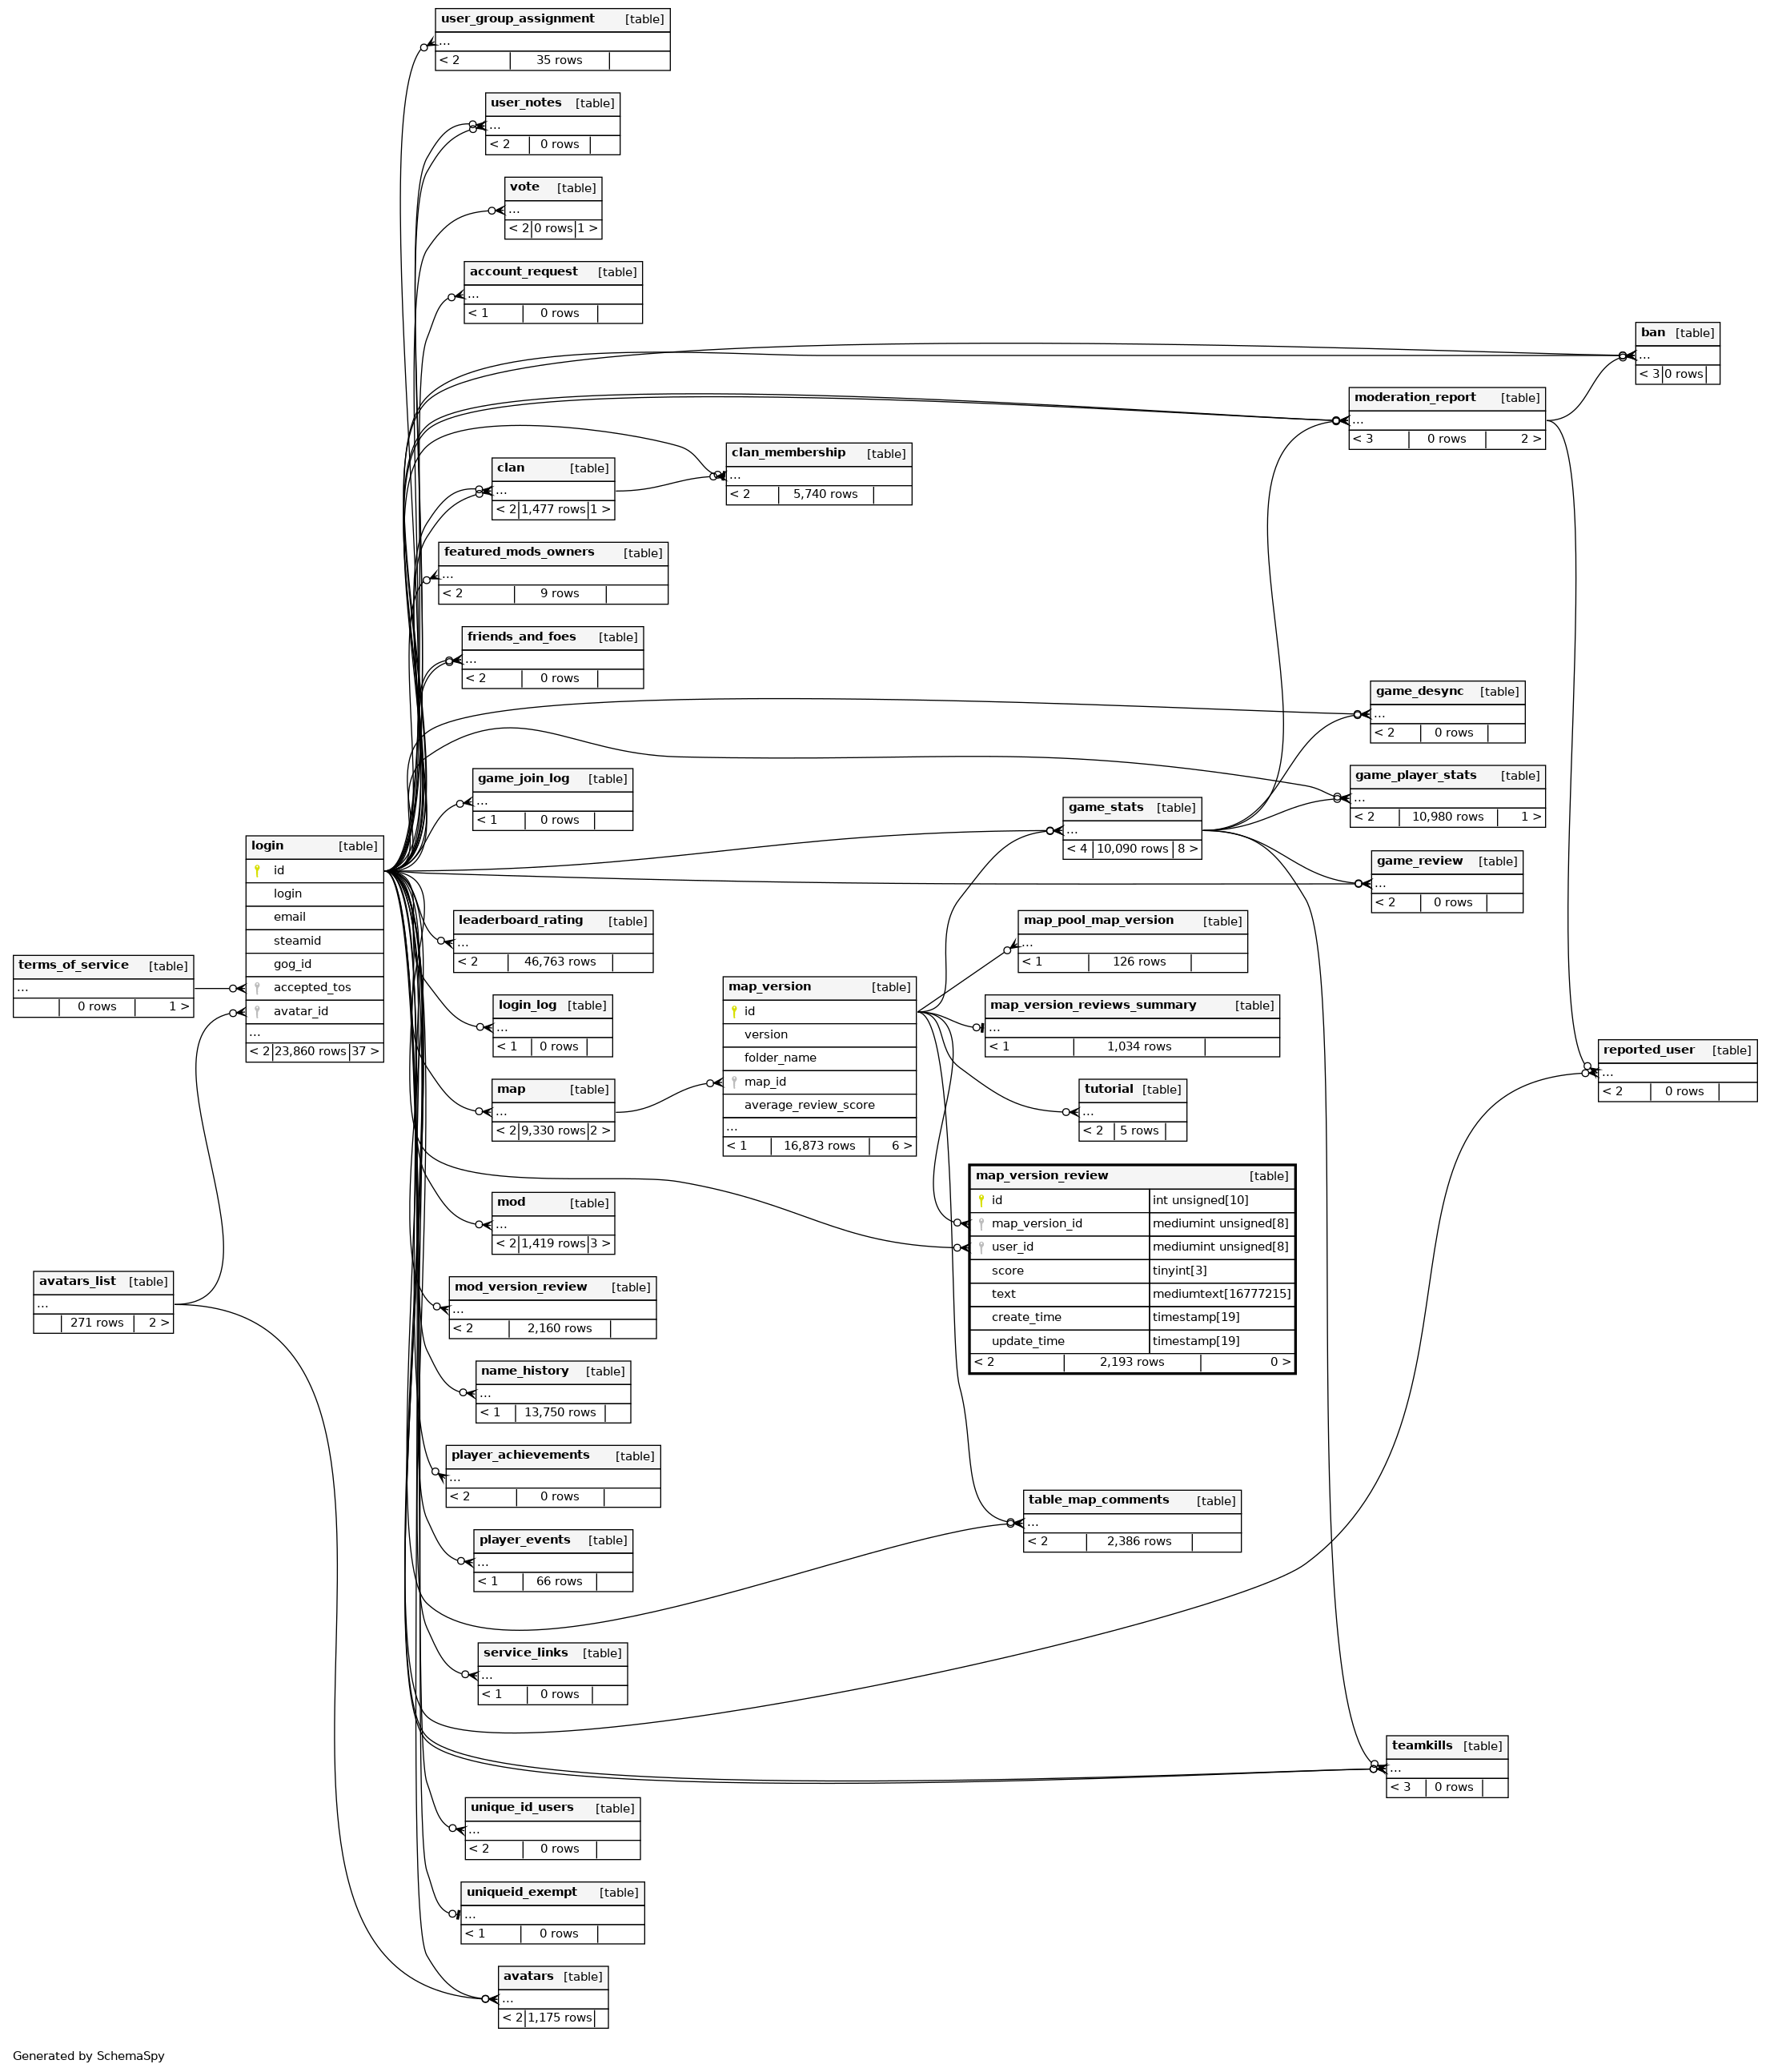 user_group_assignment [table]
...
< 2 35 rows
user_notes [table]
...
< 2 0 rows
vote [table]
...
< 2 0 rows 1 >
account_request [table]
...
< 1 0 rows
ban [table]
...
< 3 0 rows
moderation_report [table]
...
< 3 0 rows 2 >
clan_membership [table]
...
< 2 5,740 rows
clan [table]
...
< 2 1,477 rows 1 >
featured_mods_owners [table]
...
< 2 9 rows
friends_and_foes [table]
...
< 2 0 rows
game_desync [table]
...
< 2 0 rows
game_join_log [table]
...
< 1 0 rows
game_player_stats [table]
...
< 2 10,980 rows 1 >
game_stats [table]
...
< 4 10,090 rows 8 >
game_review [table]
...
< 2 0 rows
login [table]
id
login
email
steamid
gog_id
accepted_tos
avatar_id
...
< 2 23,860 rows 37 >
terms_of_service [table]
...
0 rows 1 >
leaderboard_rating [table]
...
< 2 46,763 rows
map_pool_map_version [table]
...
< 1 126 rows
login_log [table]
...
< 1 0 rows
map_version [table]
id
version
folder_name
map_id
average_review_score
...
< 1 16,873 rows 6 >
map_version_reviews_summary [table]
...
< 1 1,034 rows
reported_user [table]
...
< 2 0 rows
map [table]
...
< 2 9,330 rows 2 >
tutorial [table]
...
< 2 5 rows
map_version_review [table]
id int unsigned[10]
map_version_id mediumint unsigned[8]
user_id mediumint unsigned[8]
score tinyint[3]
text mediumtext[16777215]
create_time timestamp[19]
update_time timestamp[19]
< 2 2,193 rows 0 >
mod [table]
...
< 2 1,419 rows 3 >
avatars_list [table]
...
271 rows 2 >
mod_version_review [table]
...
< 2 2,160 rows
name_history [table]
...
< 1 13,750 rows
player_achievements [table]
...
< 2 0 rows
table_map_comments [table]
...
< 2 2,386 rows
player_events [table]
...
< 1 66 rows
service_links [table]
...
< 1 0 rows
teamkills [table]
...
< 3 0 rows
unique_id_users [table]
...
< 2 0 rows
uniqueid_exempt [table]
...
< 1 0 rows
avatars [table]
...
< 2 1,175 rows
Generated by SchemaSpy